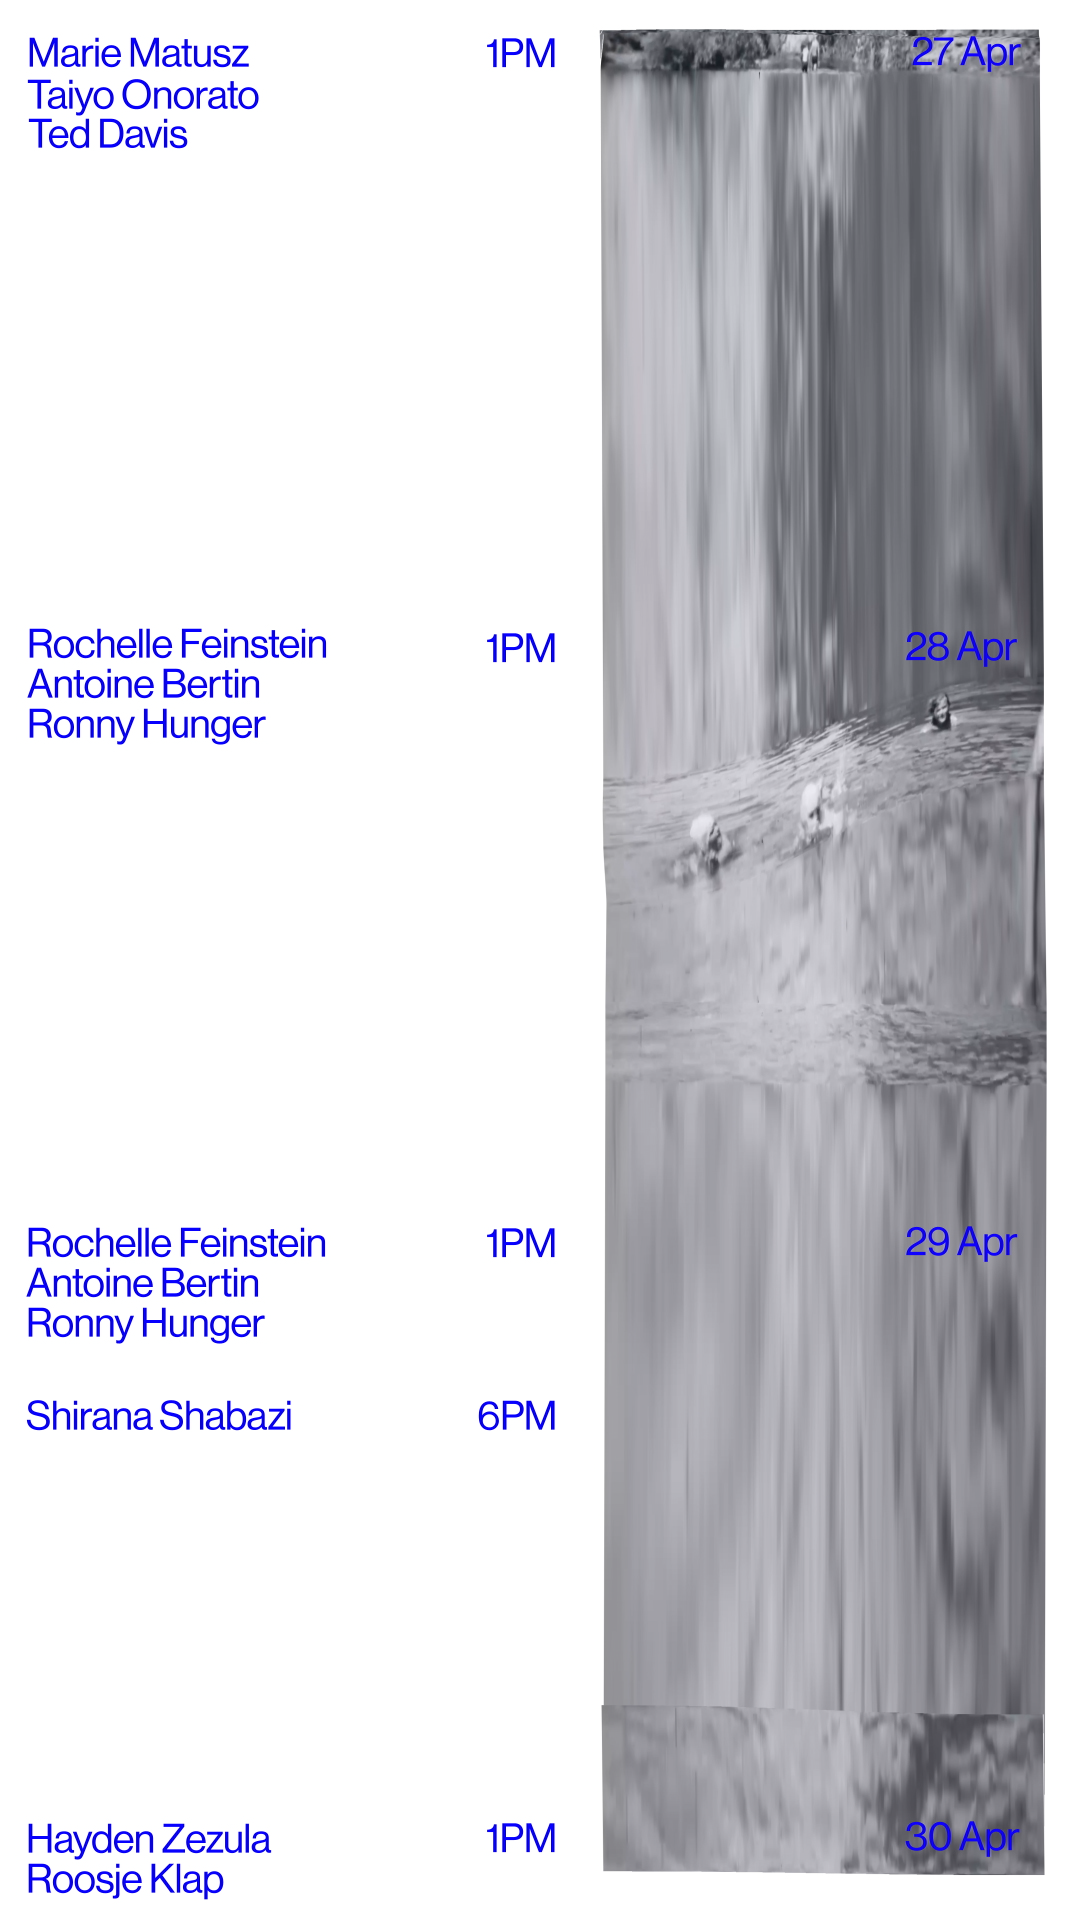 Marie Matusz 1PM 27 Apr
Taiyo Onorato
Ted Davis
Rochelle Feinstein 1PM 28 Apr
Antoine Bertin
Ronny Hunger
Rochelle Feinstein 1PM 29 Apr
Antoine Bertin
Ronny Hunger
Shirana Shabazi 6PM
Hayden Zezula 1PM 30 Apr
Roosje Klap